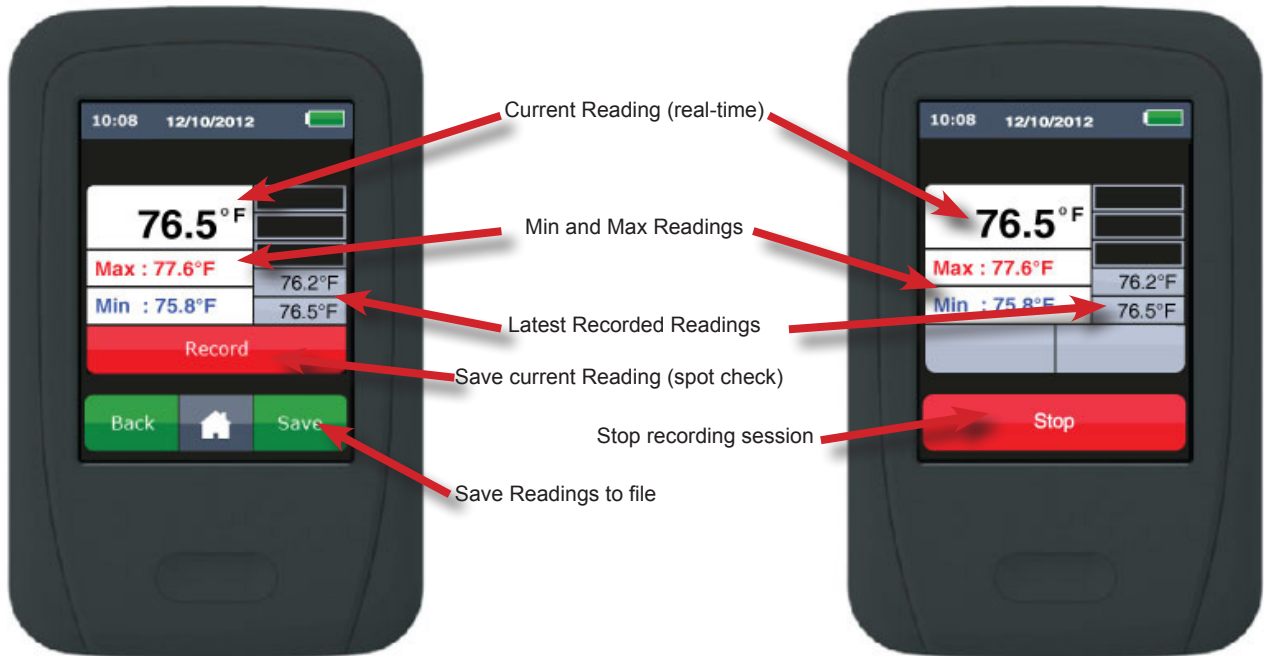 10:08 12/10/2012
76.5°F
Max : 77.6°F
Min : 75.8°F
76.2°F
76.5°F
Record
Back
Save
Current Reading (real-time)
Min and Max Readings
Latest Recorded Readings
Save current Reading (spot check)
Stop recording session
Save Readings to file
10:08 12/10/2012
76.5°F
Max : 77.6°F
Min : 75.8°F
76.2°F
76.5°F
Stop